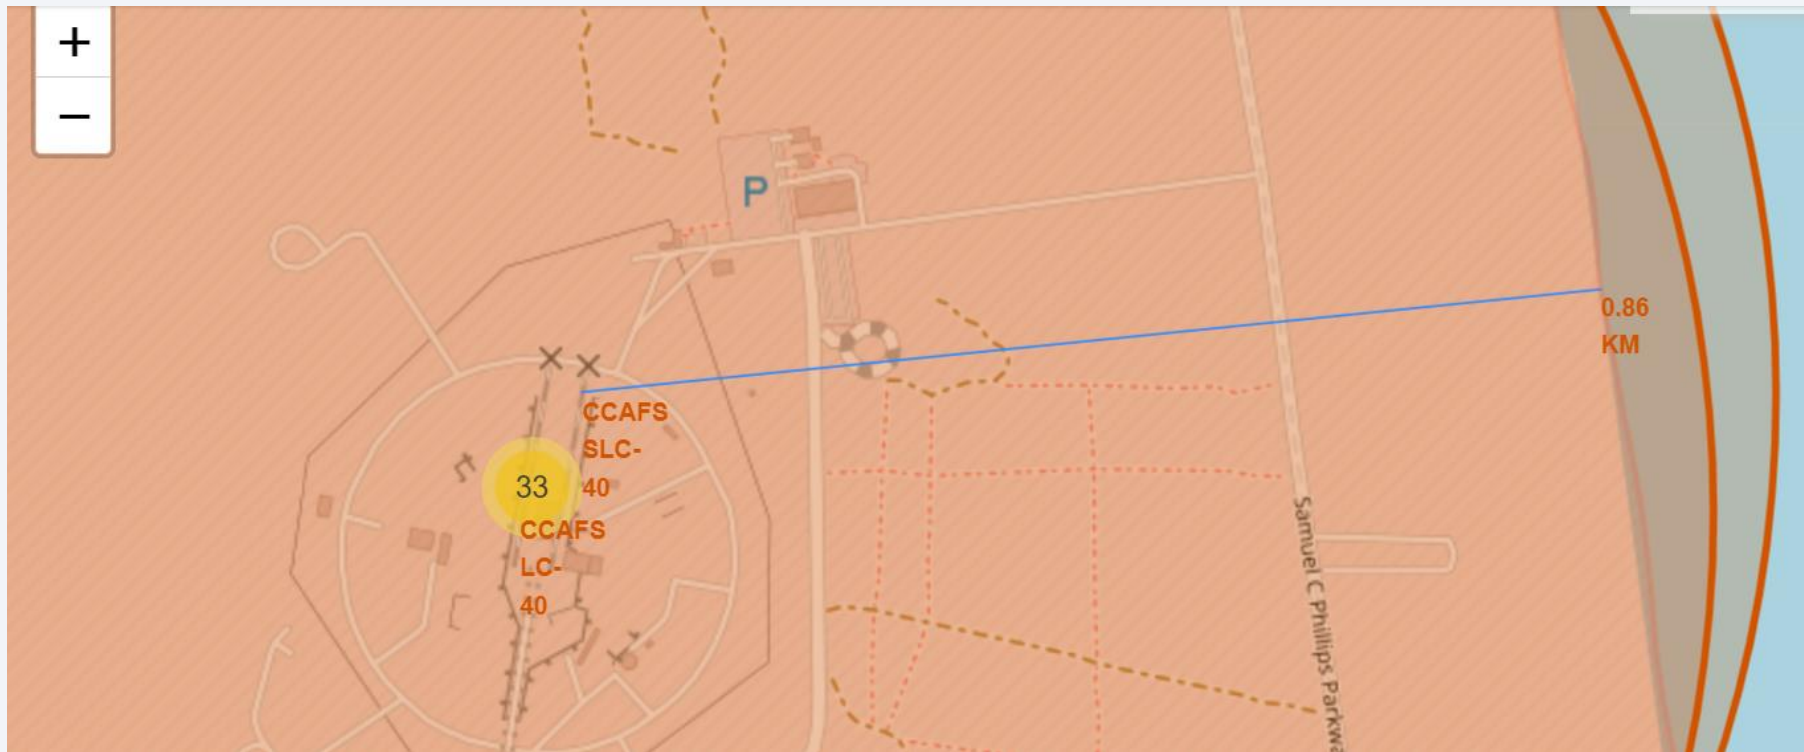 +
−
P
0.86
KM
CCAFS
SLC-
40
33
CCAFS
LC-
40
Samuel C Phillips Parkwa